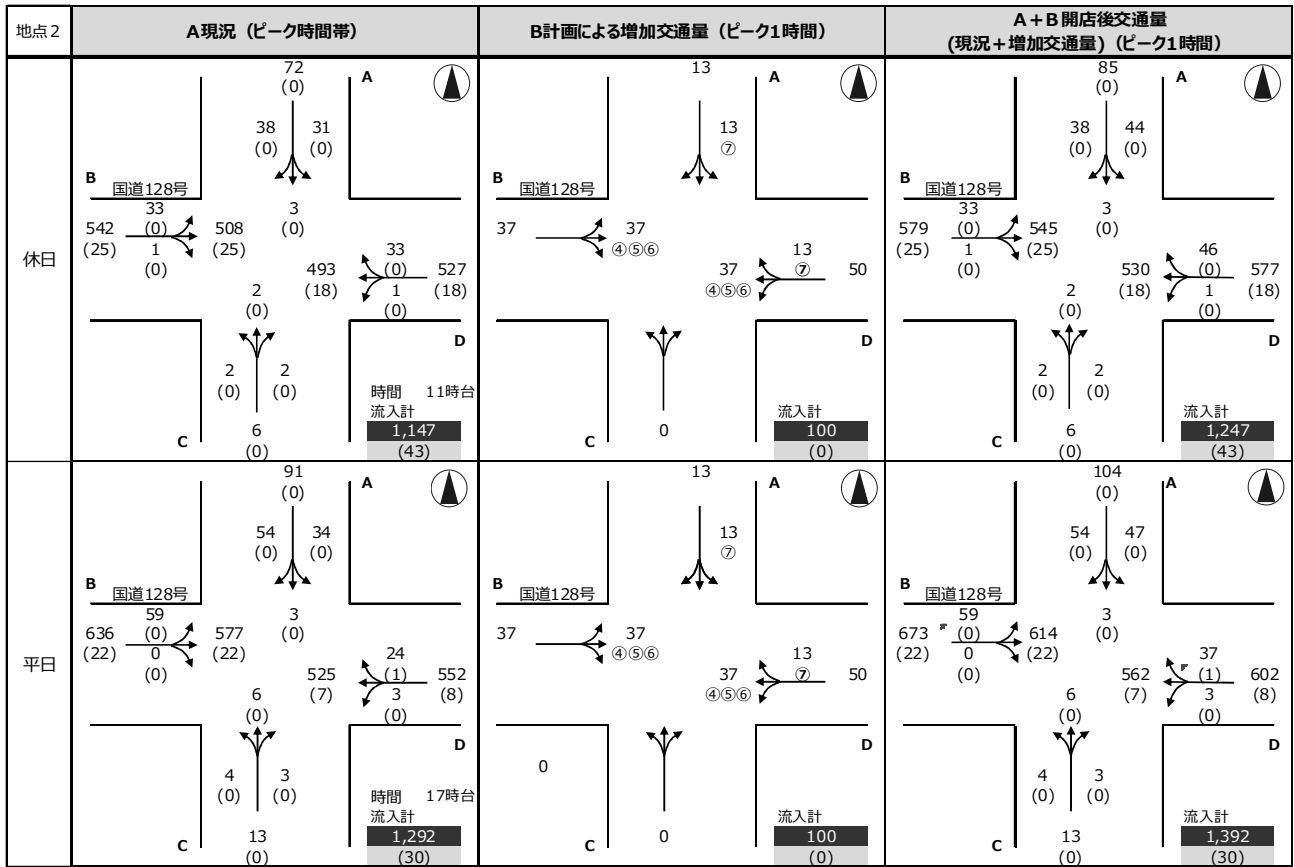 地点2
A現況（ピーク時間帯）
B計画による増加交通量（ピーク1時間）
A＋B開店後交通量
(現況＋増加交通量)（ピーク1時間）
休日
72
(0)
A
38 31
(0) (0)
B
国道128号
33
542 (0) 508
(25) 1 (25)
(0)
3
(0)
33
493 (0) 527
(18) 1 (18)
(0)
2
(0)
D
2 2
(0) (0)
時間 11時台
流入計
C
6
(0)
1,147
(43)
13
A
13
⑦
B
国道128号
37 37
④⑤⑥
13
37 ⑦ 50
④⑤⑥
D
C
0
流入計
100
(0)
85
(0)
A
38 44
(0) (0)
B
国道128号
33
579 (0) 545
(25) 1 (25)
(0)
3
(0)
46
530 (0) 577
(18) 1 (18)
(0)
2
(0)
D
2 2
(0) (0)
流入計
C
6
(0)
1,247
(43)
平日
91
(0)
A
54 34
(0) (0)
B
国道128号
59
636 (0) 577
(22) 0 (22)
(0)
3
(0)
24
525 (1) 552
(7) 3 (8)
(0)
6
(0)
D
4 3
(0) (0)
時間 17時台
流入計
C
13
(0)
1,292
(30)
13
A
13
⑦
B
国道128号
37 37
④⑤⑥
13
37 ⑦ 50
④⑤⑥
D
0
C
0
流入計
100
(0)
104
(0)
A
54 47
(0) (0)
B
国道128号
59
673 (0) 614
(22) 0 (22)
(0)
3
(0)
37
562 (1) 602
(7) 3 (8)
(0)
6
(0)
D
4 3
(0) (0)
流入計
C
13
(0)
1,392
(30)